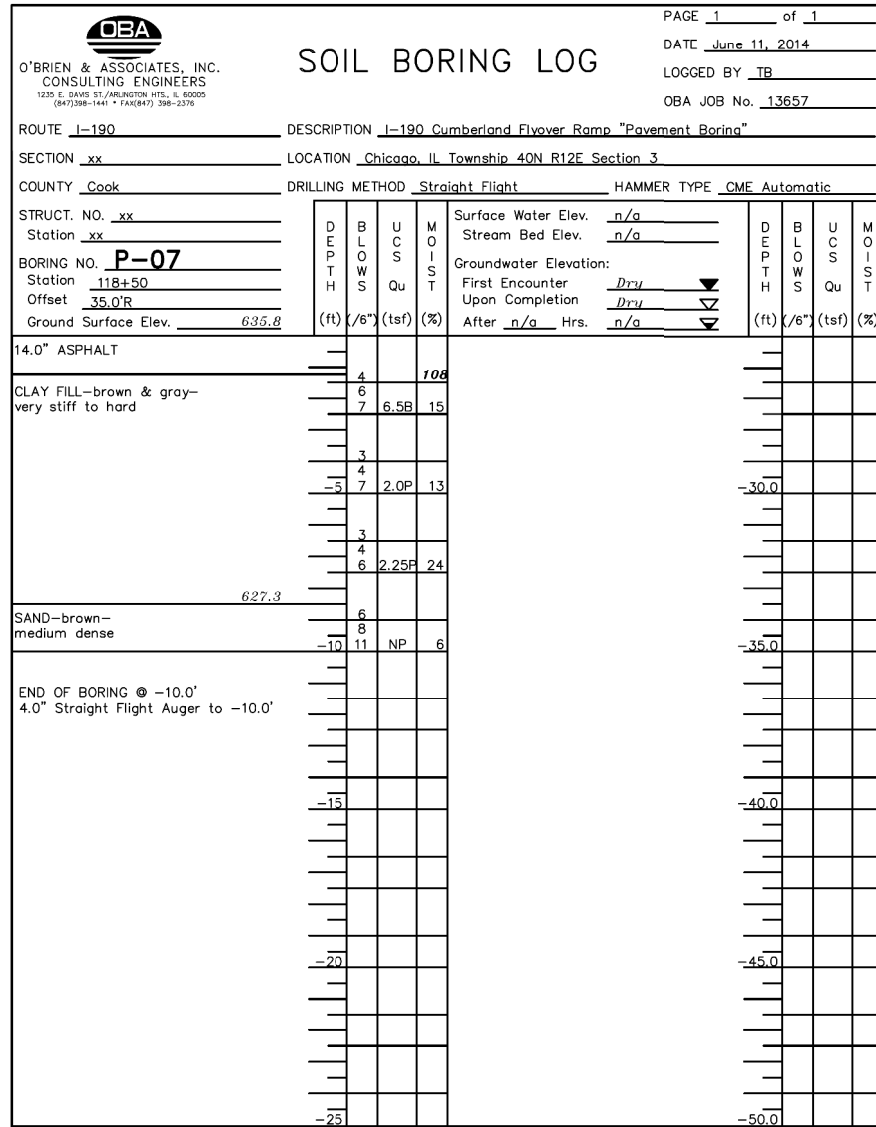 OBA
O'BRIEN & ASSOCIATES, INC.
CONSULTING ENGINEERS
1235 E. DAVIS ST./ARLINGTON HTS., IL 60005
(847)398-1441 * FAX(847) 398-2376
SOIL BORING LOG
PAGE 1 of 1
DATE June 11, 2014
LOGGED BY TB
OBA JOB No. 13657
ROUTE I-190 DESCRIPTION I-190 Cumberland Flyover Ramp "Pavement Boring"
SECTION xx LOCATION Chicago, IL Township 40N R12E Section 3
COUNTY Cook DRILLING METHOD Straight Flight HAMMER TYPE CME Automatic
STRUCT. NO. xx
Station xx
BORING NO. P-07
Station 118+50
Offset 35.0'R
Ground Surface Elev. 635.8
DEPTH (ft)
BLOWS (/6")
UCS Qu (tsf)
MOIST (%)
Surface Water Elev. n/a
Stream Bed Elev. n/a
Groundwater Elevation:
First Encounter Dry
Upon Completion Dry
After n/a Hrs. n/a
DEPTH (ft)
BLOWS (/6")
UCS Qu (tsf)
MOIST (%)
14.0" ASPHALT
4 108
CLAY FILL-brown & gray- 6
very stiff to hard 7 6.5B 15
3
4
-5 7 2.0P 13 -30.0
3
4
6 2.25P 24
627.3
SAND-brown- 6
medium dense 8
-10 11 NP 6 -35.0
END OF BORING @ -10.0'
4.0" Straight Flight Auger to -10.0'
-15 -40.0
-20 -45.0
-25 -50.0